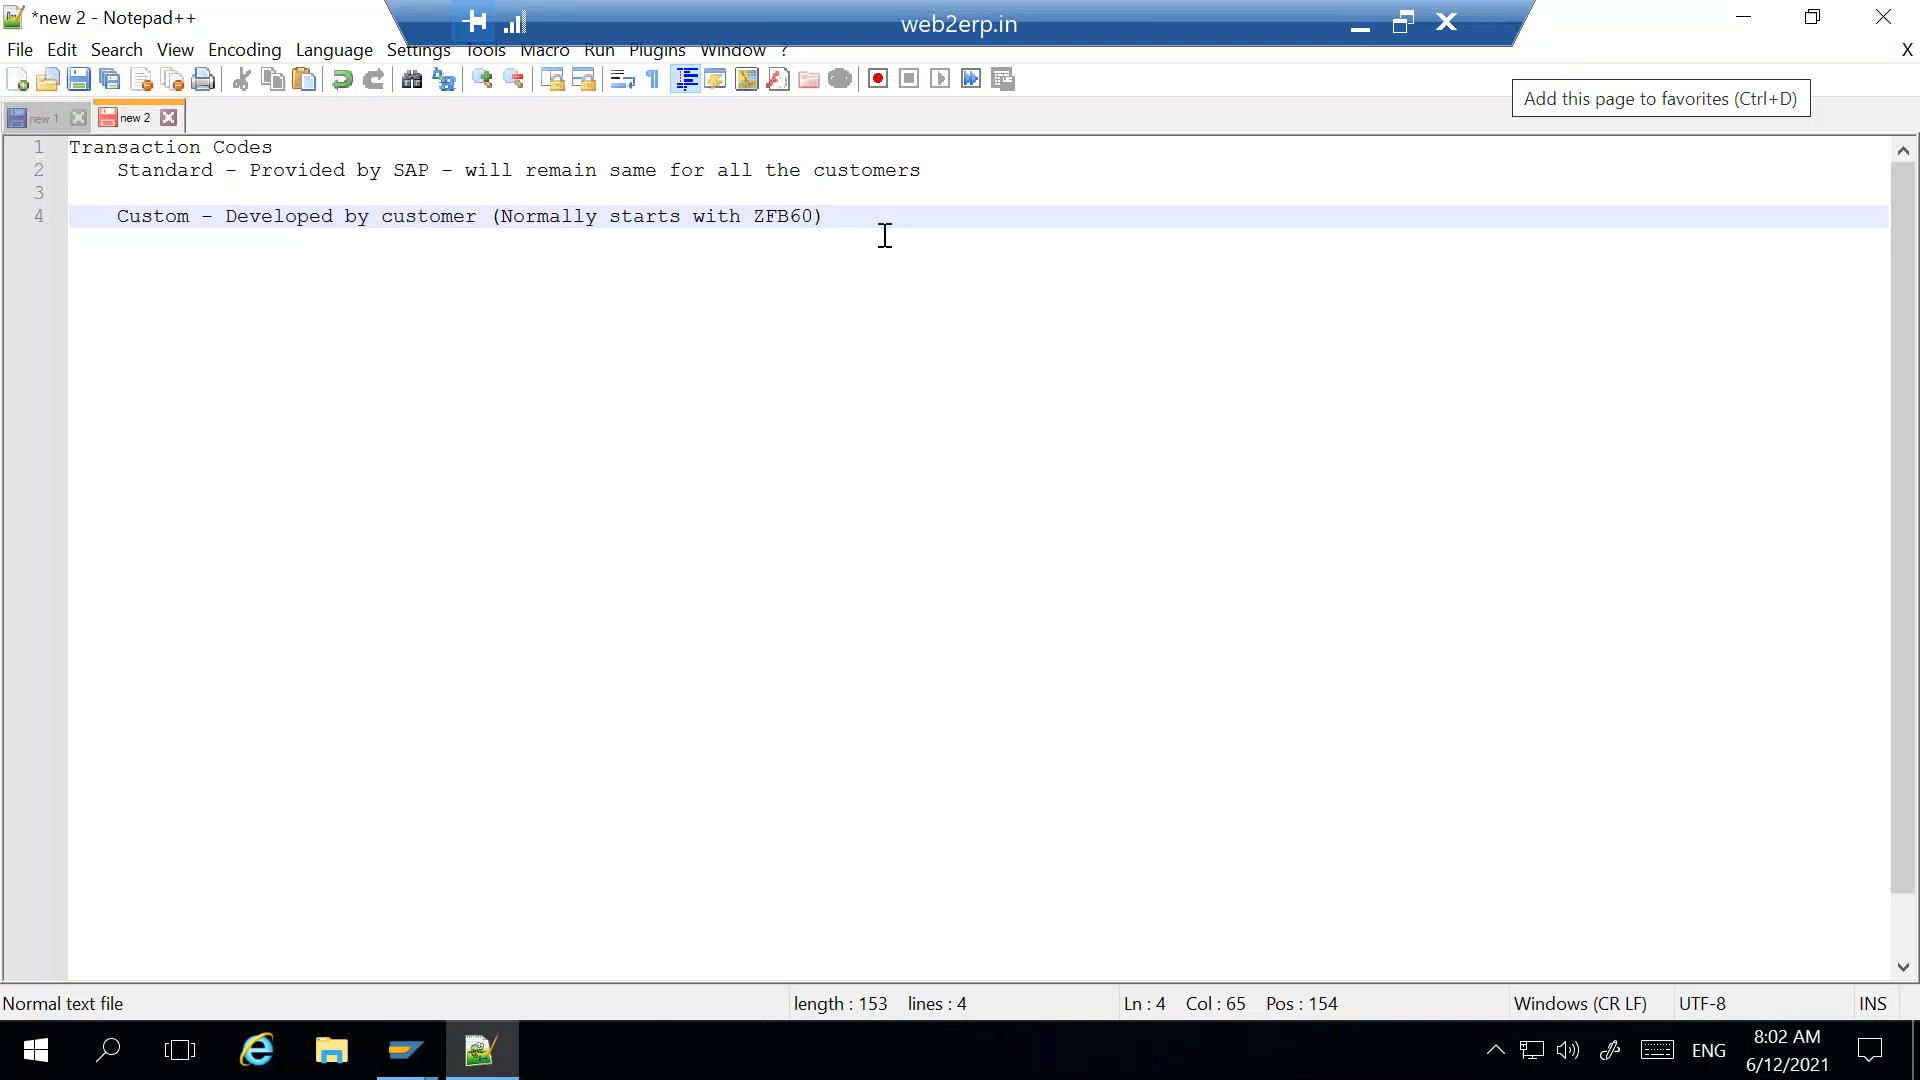 *new 2 - Notepad++
web2erp.in
File Edit Search View Encoding Language Settings Tools Macro Run Plugins Window ?
X
Add this page to favorites (Ctrl+D)
new 1
new 2
1 Transaction Codes
2 Standard - Provided by SAP - will remain same for all the customers
3
4 Custom - Developed by customer (Normally starts with ZFB60)
Normal text file
length : 153 lines : 4
Ln : 4 Col : 65 Pos : 154
Windows (CR LF)
UTF-8
INS
ENG
8:02 AM
6/12/2021